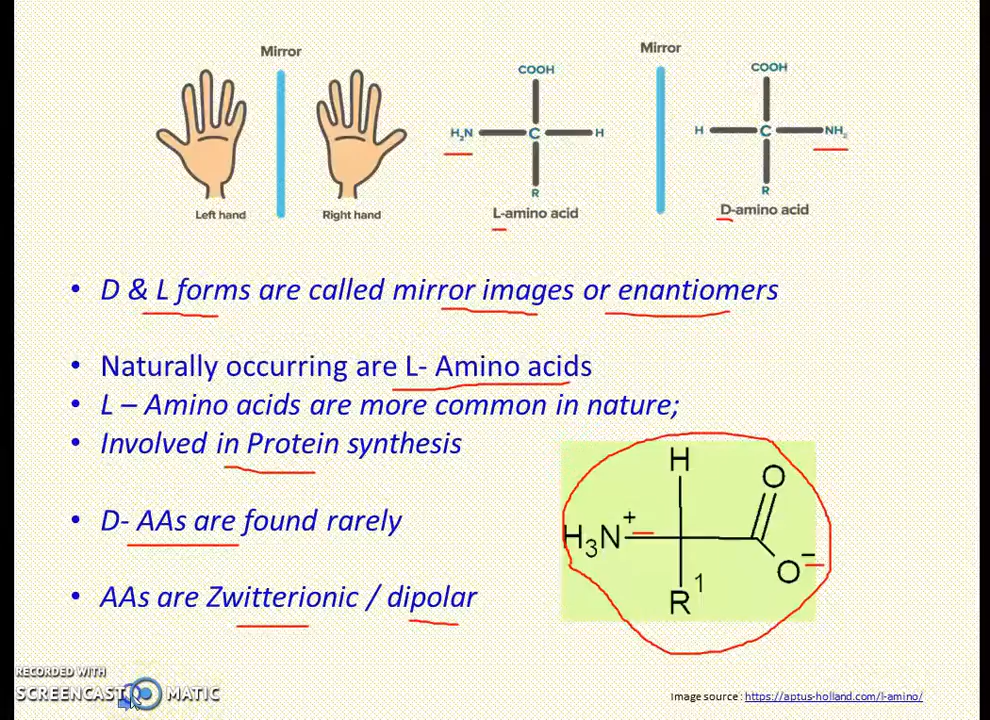 Mirror
Mirror
COOH
COOH
H₂N C H
H C NH₂
R
R
Left hand
Right hand
L-amino acid
D-amino acid
• D & L forms are called mirror images or enantiomers
• Naturally occurring are L- Amino acids
• L – Amino acids are more common in nature;
• Involved in Protein synthesis
H
O
H₃N⁺
O⁻
R¹
• D- AAs are found rarely
• AAs are Zwitterionic / dipolar
RECORDED WITH
SCREENCAST MATIC
Image source : https://aptus-holland.com/l-amino/